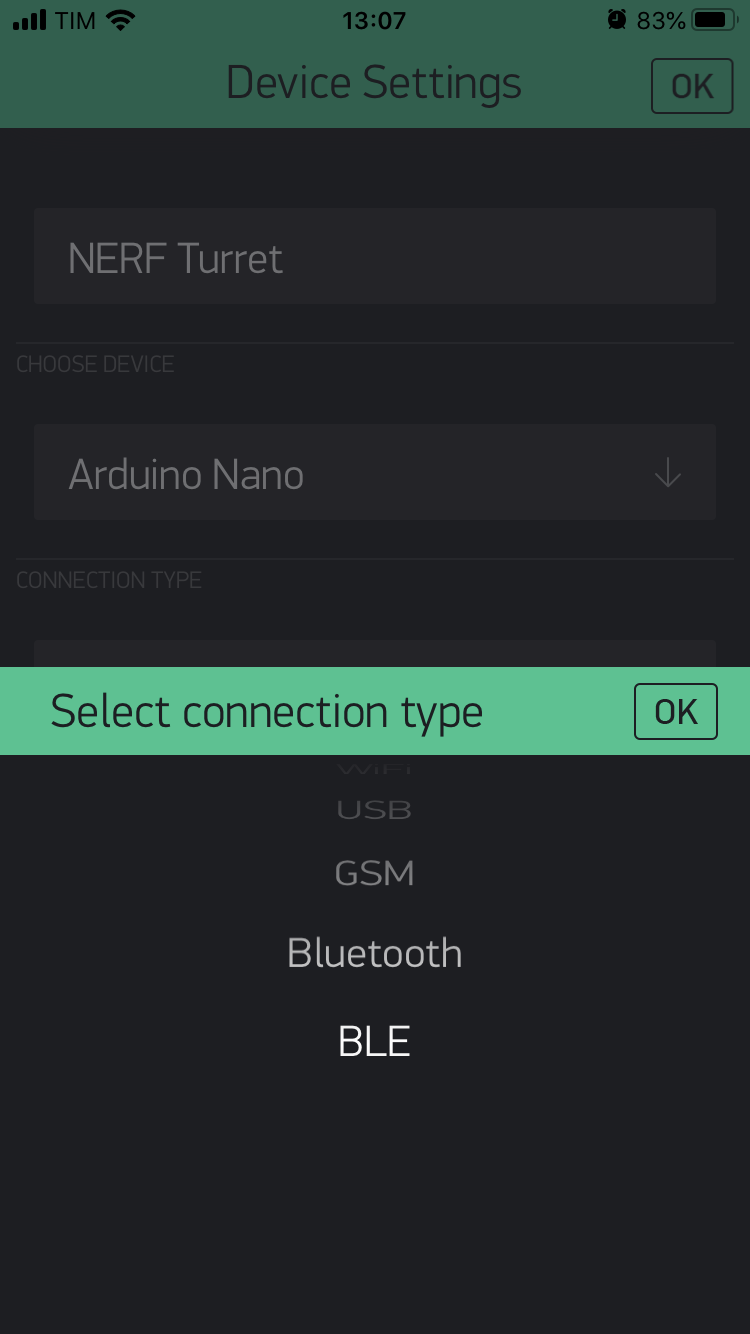 TIM 13:07 83%
Device Settings OK
NERF Turret
CHOOSE DEVICE
Arduino Nano
CONNECTION TYPE
Select connection type OK
WiFi
USB
GSM
Bluetooth
BLE